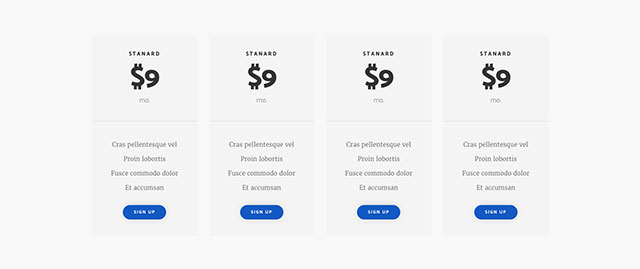 STANARD
$9
mo.
Cras pellentesque vel
Proin lobortis
Fusce commodo dolor
Et accumsan
SIGN UP
STANARD
$9
mo.
Cras pellentesque vel
Proin lobortis
Fusce commodo dolor
Et accumsan
SIGN UP
STANARD
$9
mo.
Cras pellentesque vel
Proin lobortis
Fusce commodo dolor
Et accumsan
SIGN UP
STANARD
$9
mo.
Cras pellentesque vel
Proin lobortis
Fusce commodo dolor
Et accumsan
SIGN UP